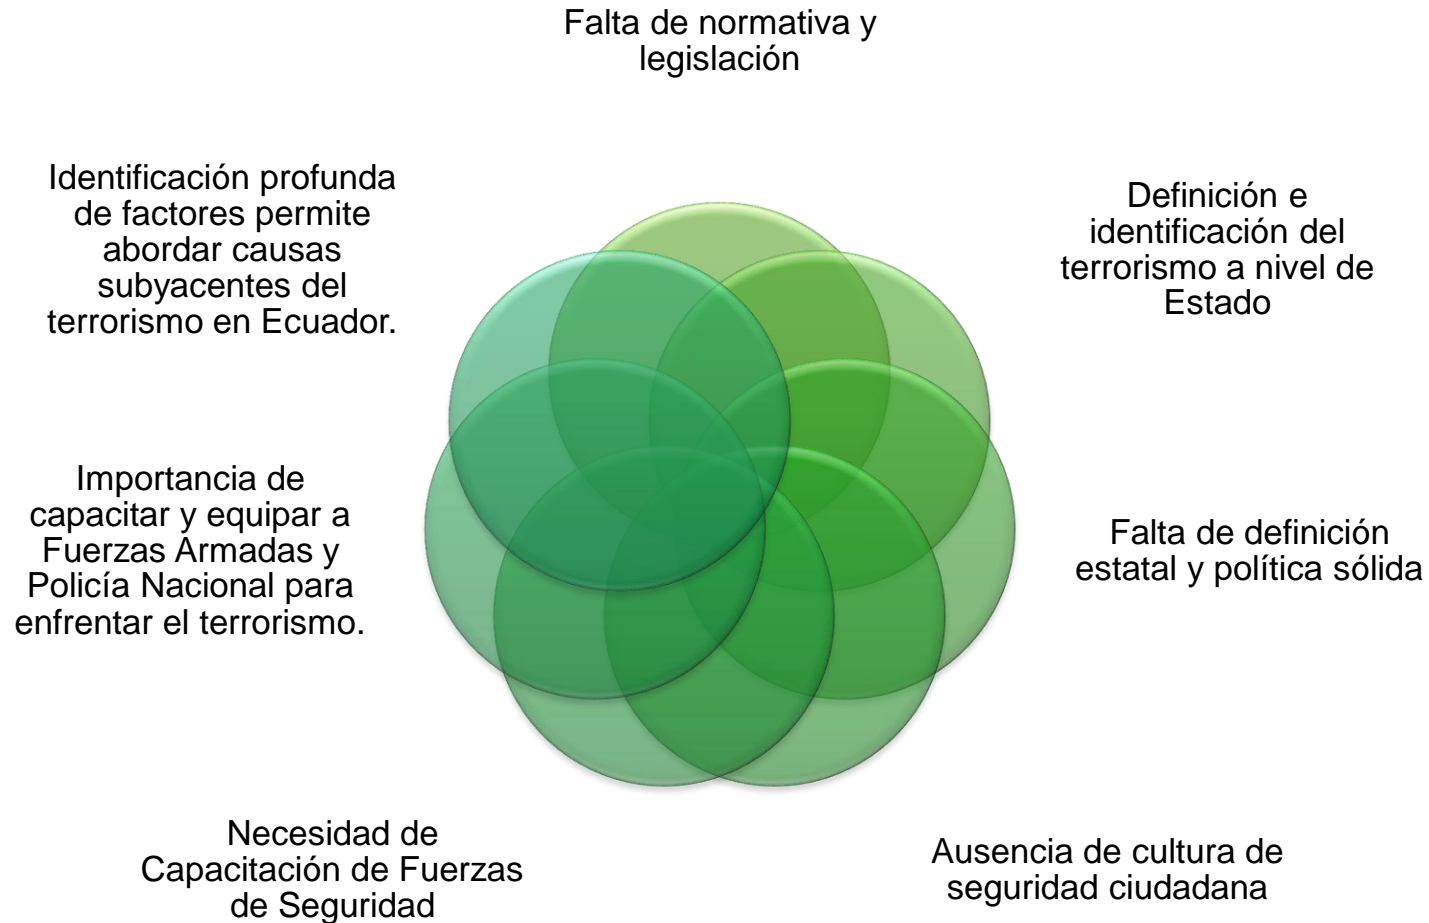 Falta de normativa y
legislación
Identificación profunda
de factores permite
abordar causas
subyacentes del
terrorismo en Ecuador.
Definición e
identificación del
terrorismo a nivel de
Estado
Importancia de
capacitar y equipar a
Fuerzas Armadas y
Policía Nacional para
enfrentar el terrorismo.
Falta de definición
estatal y política sólida
Necesidad de
Capacitación de Fuerzas
de Seguridad
Ausencia de cultura de
seguridad ciudadana